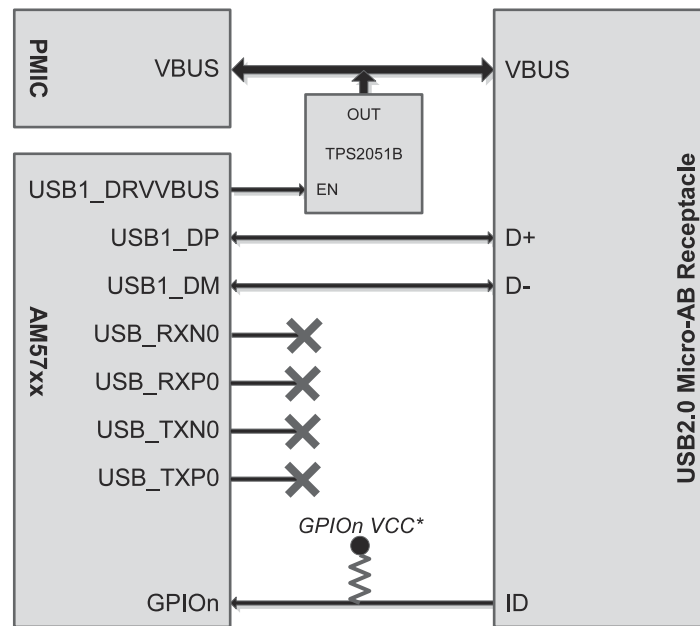 PMIC
VBUS
VBUS
OUT
TPS2051B
EN
AM57xx
USB1_DRVVBUS
USB1_DP
D+
USB1_DM
D-
USB_RXN0
USB_RXP0
USB_TXN0
USB_TXP0
GPIOn VCC*
GPIOn
ID
USB2.0 Micro-AB Receptacle